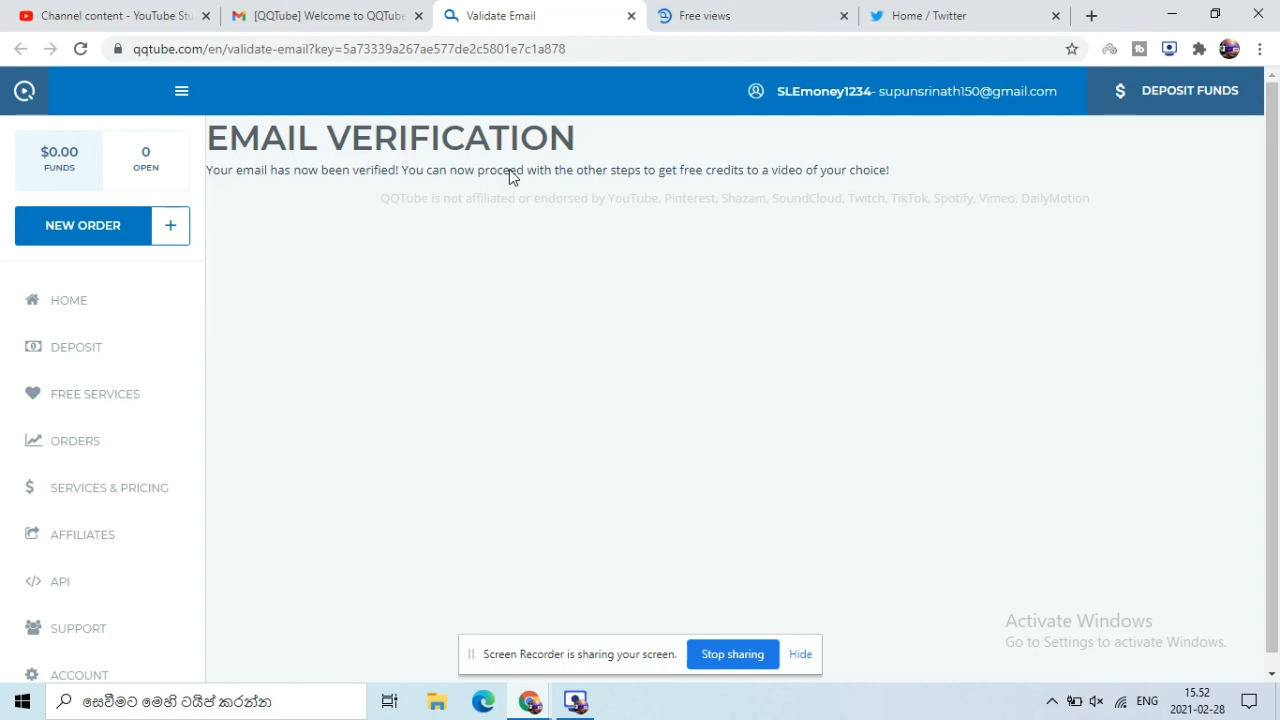 Channel content - YouTube Stu
[QQTube] Welcome to QQTube
Validate Email
Free views
Home / Twitter
qqtube.com/en/validate-email?key=5a73339a267ae577de2c5801e7c1a878
SLEmoney1234- supunsrinath150@gmail.com
$ DEPOSIT FUNDS
$0.00
FUNDS
0
OPEN
NEW ORDER
+
EMAIL VERIFICATION
Your email has now been verified! You can now proceed with the other steps to get free credits to a video of your choice!
QQTube is not affiliated or endorsed by YouTube, Pinterest, Shazam, SoundCloud, Twitch, TikTok, Spotify, Vimeo, DailyMotion
HOME
DEPOSIT
FREE SERVICES
ORDERS
$ SERVICES & PRICING
AFFILIATES
</> API
SUPPORT
ACCOUNT
Activate Windows
Go to Settings to activate Windows.
Screen Recorder is sharing your screen.
Stop sharing
Hide
සෙවීමට මෙහි ටයිප් කරන්න
ENG
15.52
2021-02-28